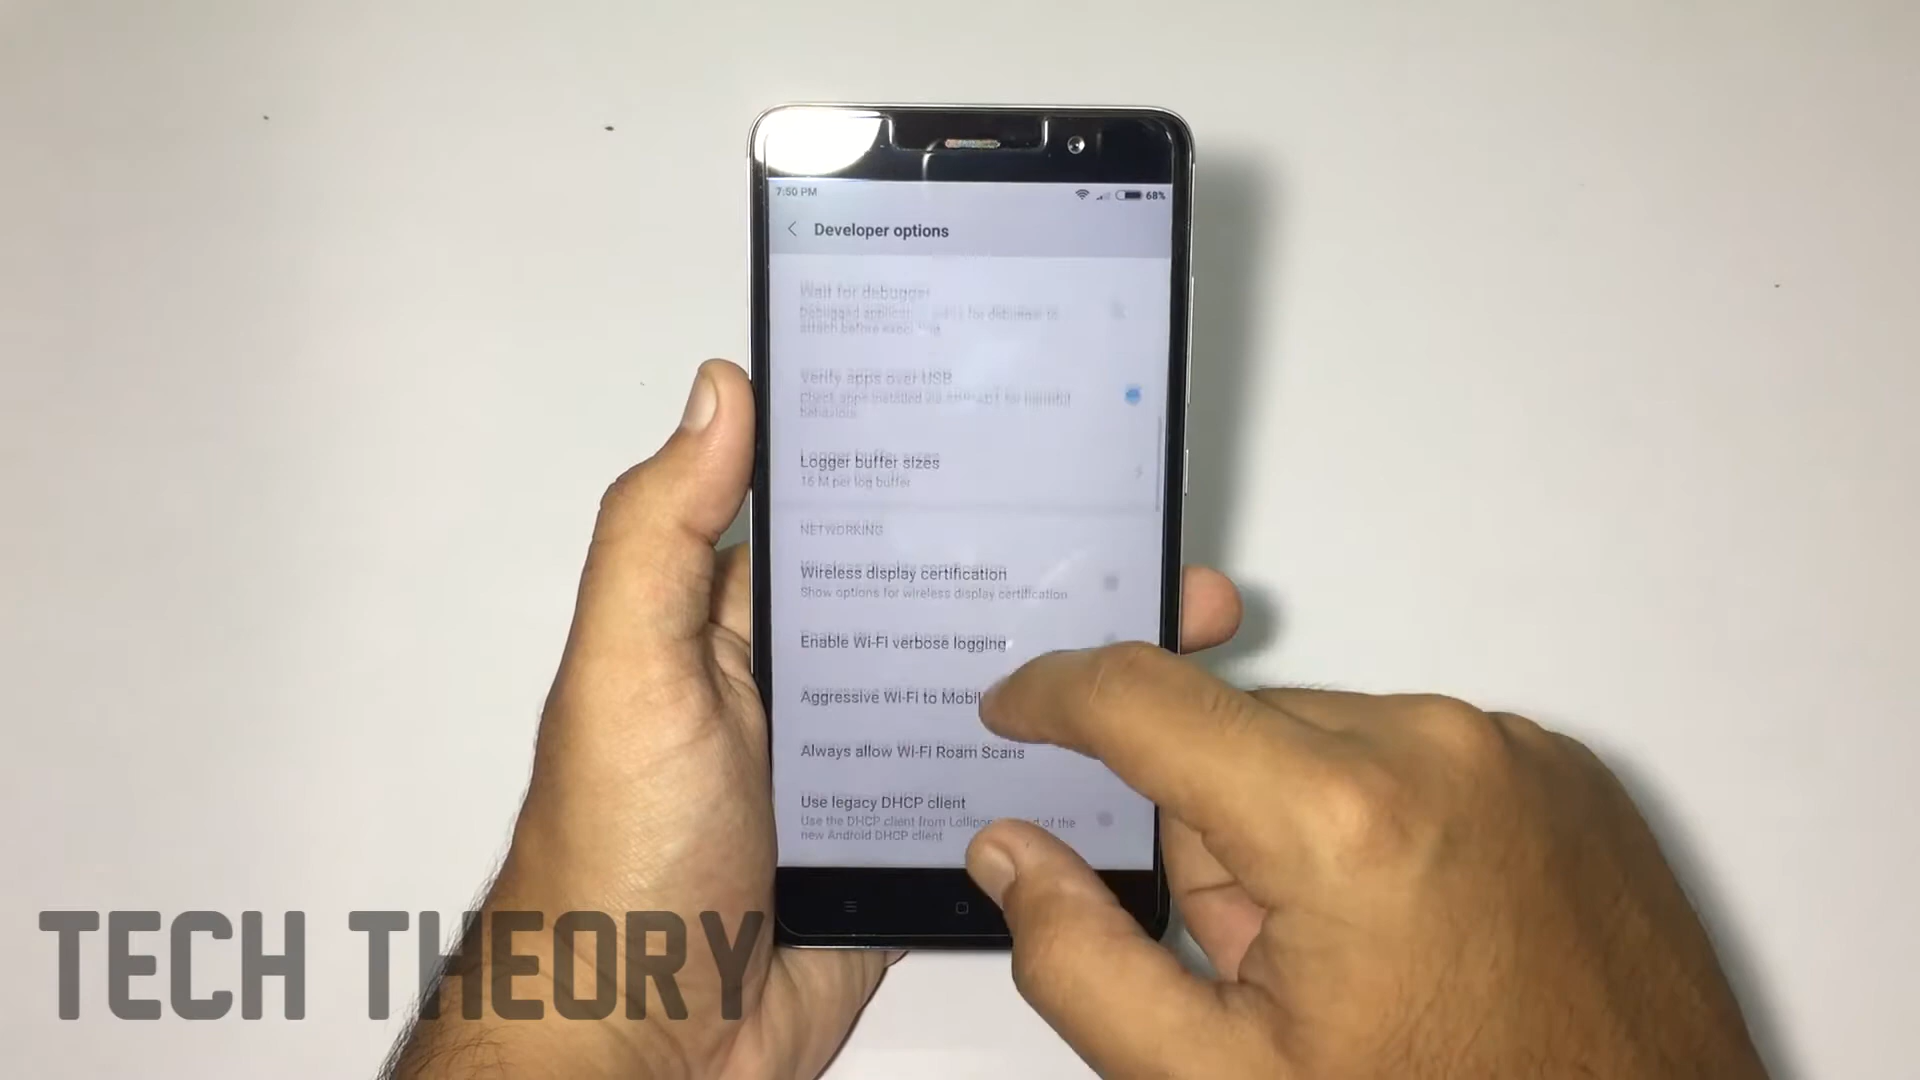 7:50 PM
68%
Developer options
Wait for debugger
attach before
Verify apps over USB
behaviour
Logger buffer sizes
16 M per log buffer
NETWORKING
Wireless display certification
Show options for wireless display certification
Enable Wi-Fi verbose logging
Aggressive Wi-Fi to Mobil
Always allow Wi-Fi Roam Scans
Use legacy DHCP client
Use the DHCP client from Lollipop of the
new Android DHCP client
TECH THEORY